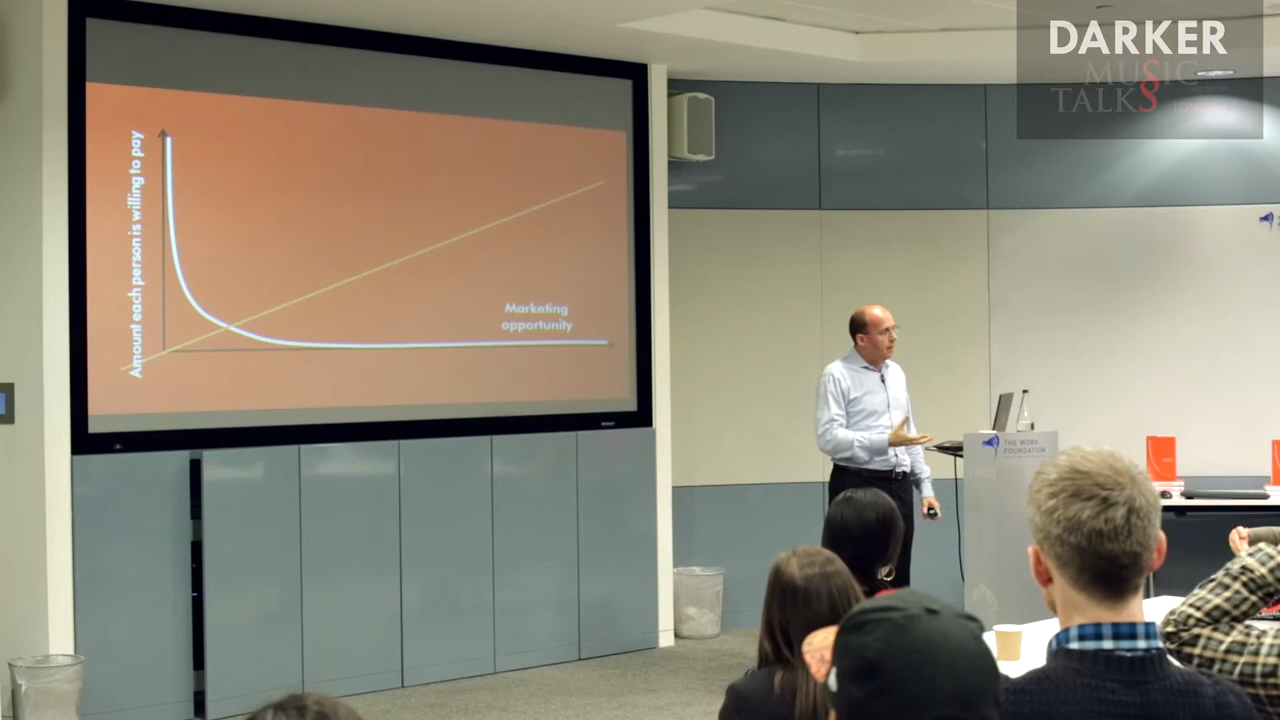 DARKER
MUSIC
TALKS
Amount each person is willing to pay
Marketing
opportunity
THE WORK
FOUNDATION